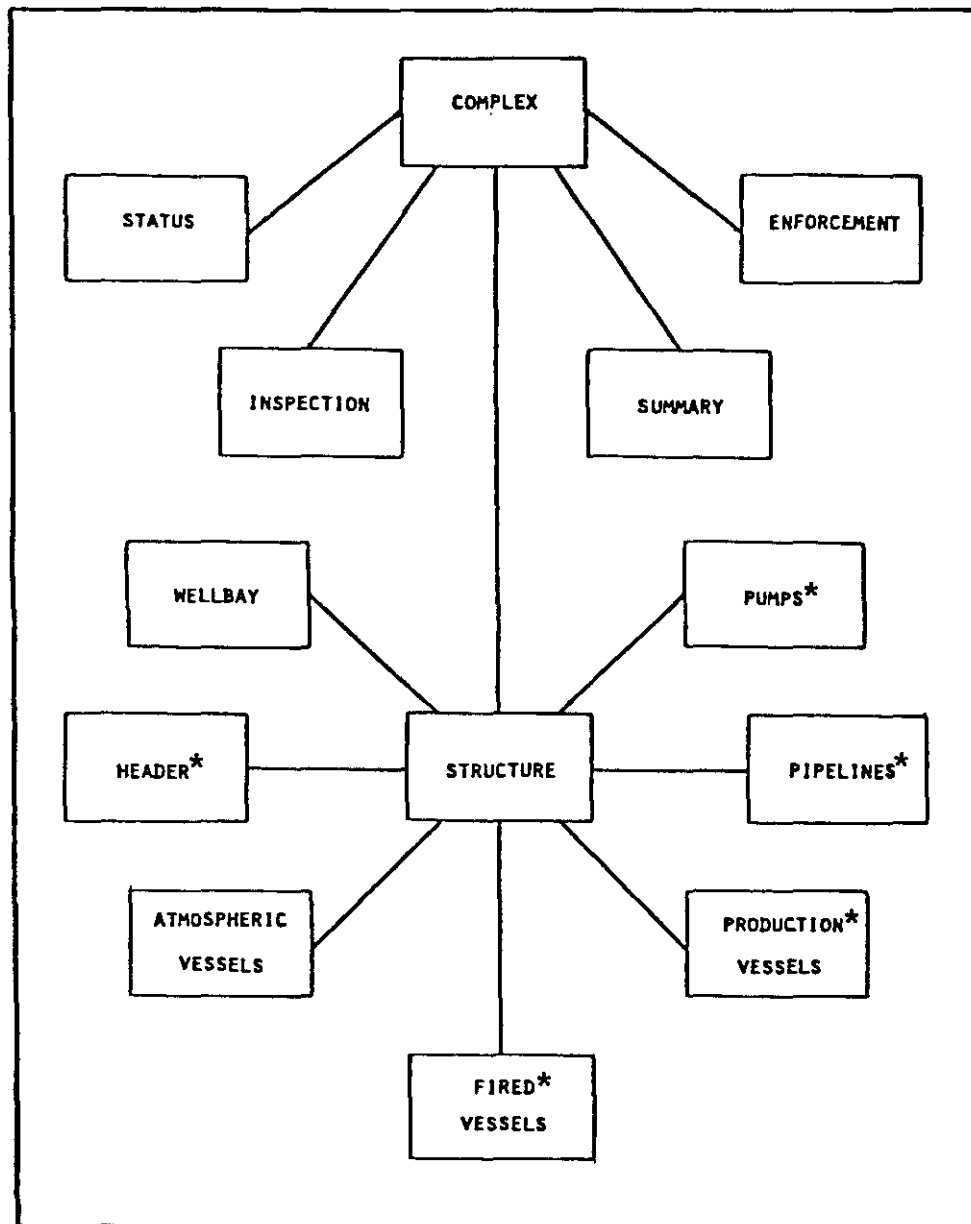 COMPLEX
STATUS
ENFORCEMENT
INSPECTION
SUMMARY
WELLBAY
PUMPS*
HEADER*
STRUCTURE
PIPELINES*
ATMOSPHERIC
VESSELS
PRODUCTION*
VESSELS
FIRED*
VESSELS